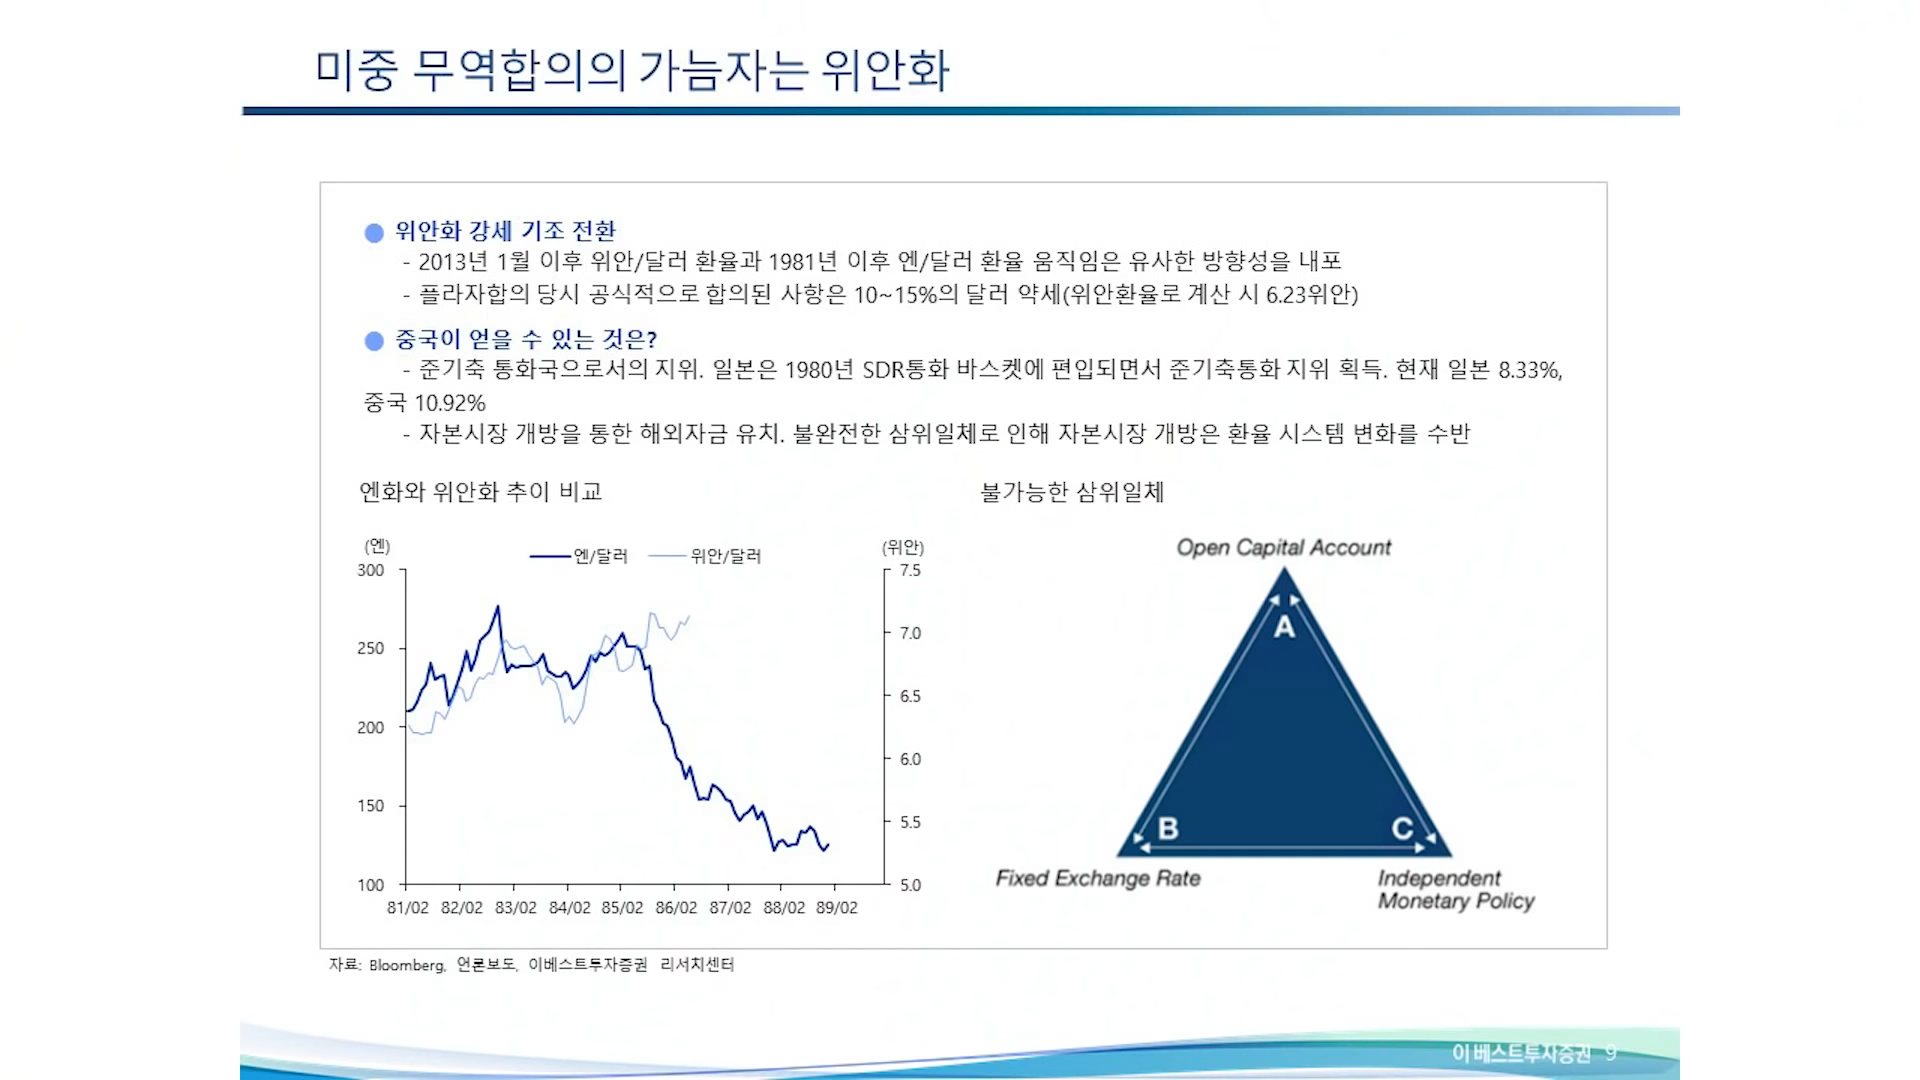 미중 무역합의의 가늠자는 위안화
위안화 강세 기조 전환
- 2013년 1월 이후 위안/달러 환율과 1981년 이후 엔/달러 환율 움직임은 유사한 방향성을 내포
- 플라자합의 당시 공식적으로 합의된 사항은 10~15%의 달러 약세(위안환율로 계산 시 6.23위안)
중국이 얻을 수 있는 것은?
- 준기축 통화국으로서의 지위. 일본은 1980년 SDR통화 바스켓에 편입되면서 준기축통화 지위 획득. 현재 일본 8.33%,
중국 10.92%
- 자본시장 개방을 통한 해외자금 유치. 불완전한 삼위일체로 인해 자본시장 개방은 환율 시스템 변화를 수반
엔화와 위안화 추이 비교
(엔)
엔/달러
위안/달러
(위안)
300
250
200
150
100
7.5
7.0
6.5
6.0
5.5
5.0
81/02 82/02 83/02 84/02 85/02 86/02 87/02 88/02 89/02
불가능한 삼위일체
Open Capital Account
A
B
C
Fixed Exchange Rate
Independent
Monetary Policy
자료: Bloomberg, 언론보도, 이베스트투자증권 리서치센터
이베스트투자증권 9